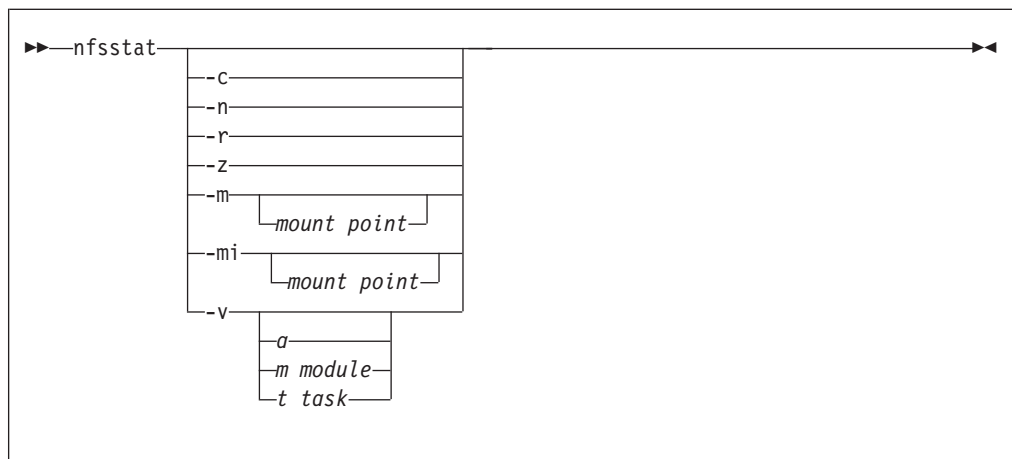 nfsstat
-c
-n
-r
-z
-m
mount point
-mi
mount point
-v
a
m module
t task